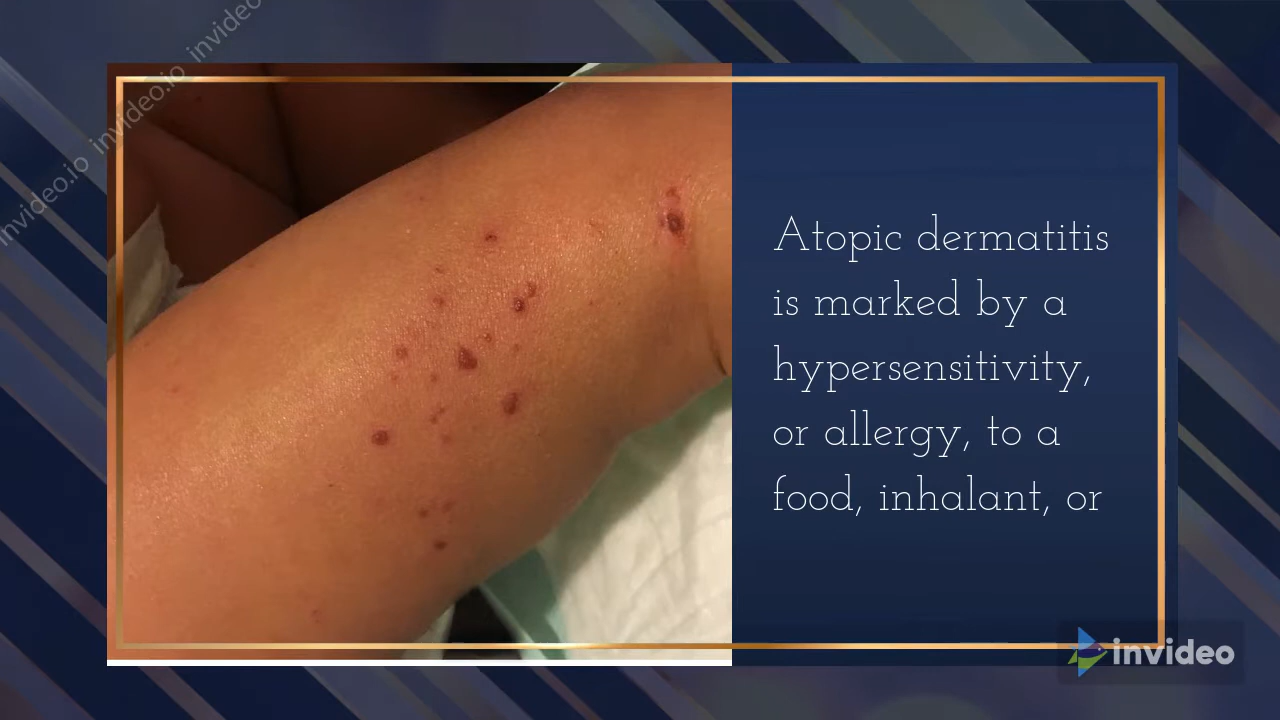 invideo.io invideo.io invideo
Atopic dermatitis
is marked by a
hypersensitivity,
or allergy, to a
food, inhalant, or
invideo